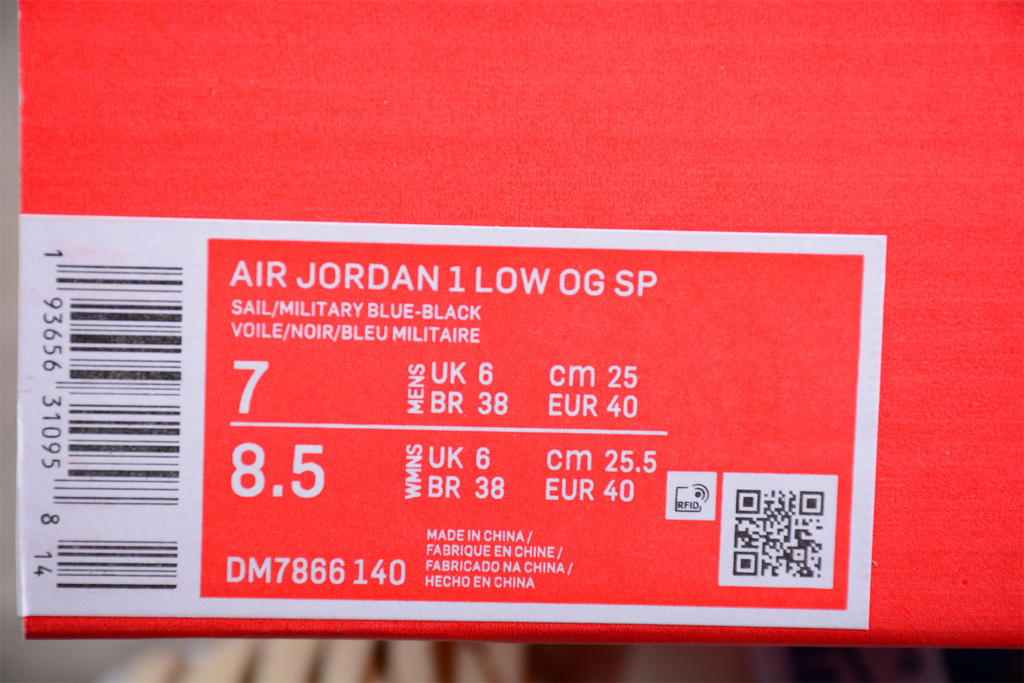 AIR JORDAN 1 LOW OG SP
SAIL/MILITARY BLUE-BLACK
VOILE/NOIR/BLEU MILITAIRE
7 MENS UK 6 cm 25
BR 38 EUR 40
8.5 WMNS UK 6 cm 25.5
BR 38 EUR 40
RFID
MADE IN CHINA /
FABRIQUE EN CHINE /
FABRICADO NA CHINA /
HECHO EN CHINA
DM7866 140
1 93656 31095 8 14